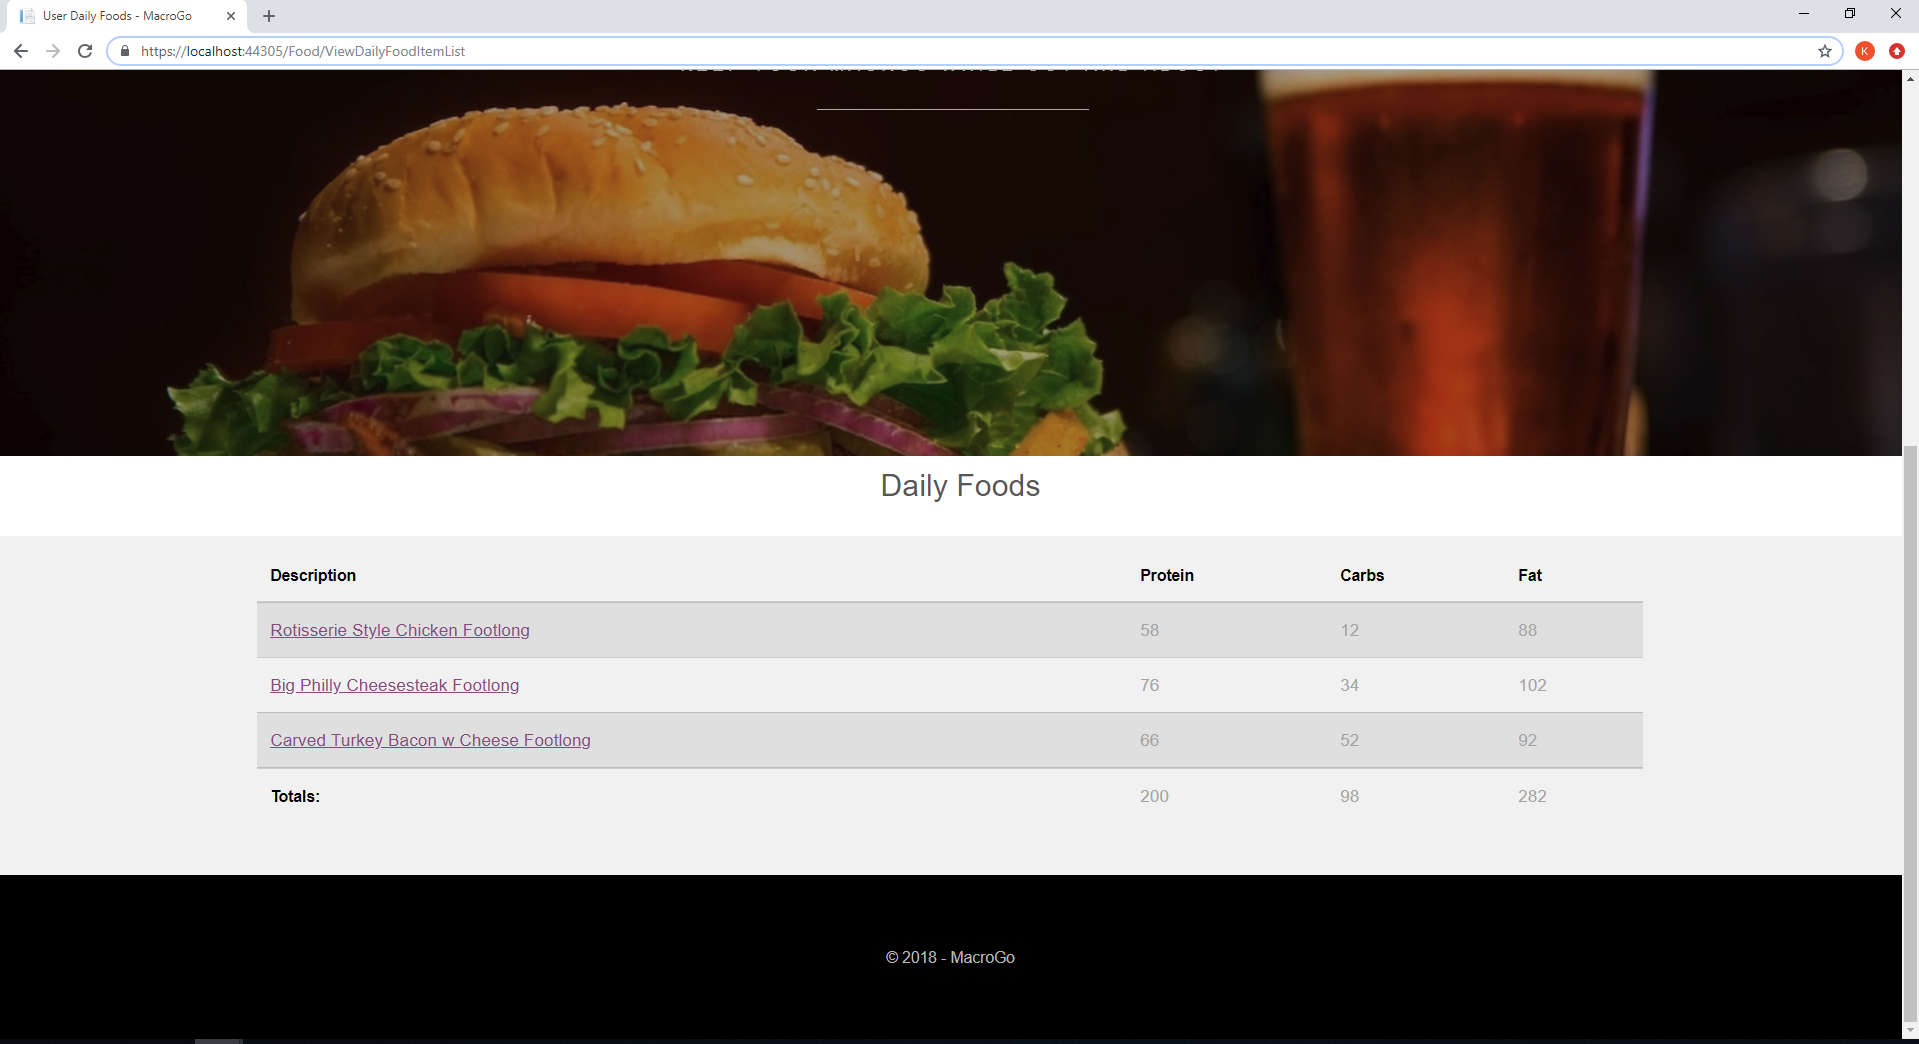 User Daily Foods - MacroGo
https://localhost:44305/Food/ViewDailyFoodItemList
K
Daily Foods
Description Protein Carbs Fat
Rotisserie Style Chicken Footlong 58 12 88
Big Philly Cheesesteak Footlong 76 34 102
Carved Turkey Bacon w Cheese Footlong 66 52 92
Totals: 200 98 282
© 2018 - MacroGo